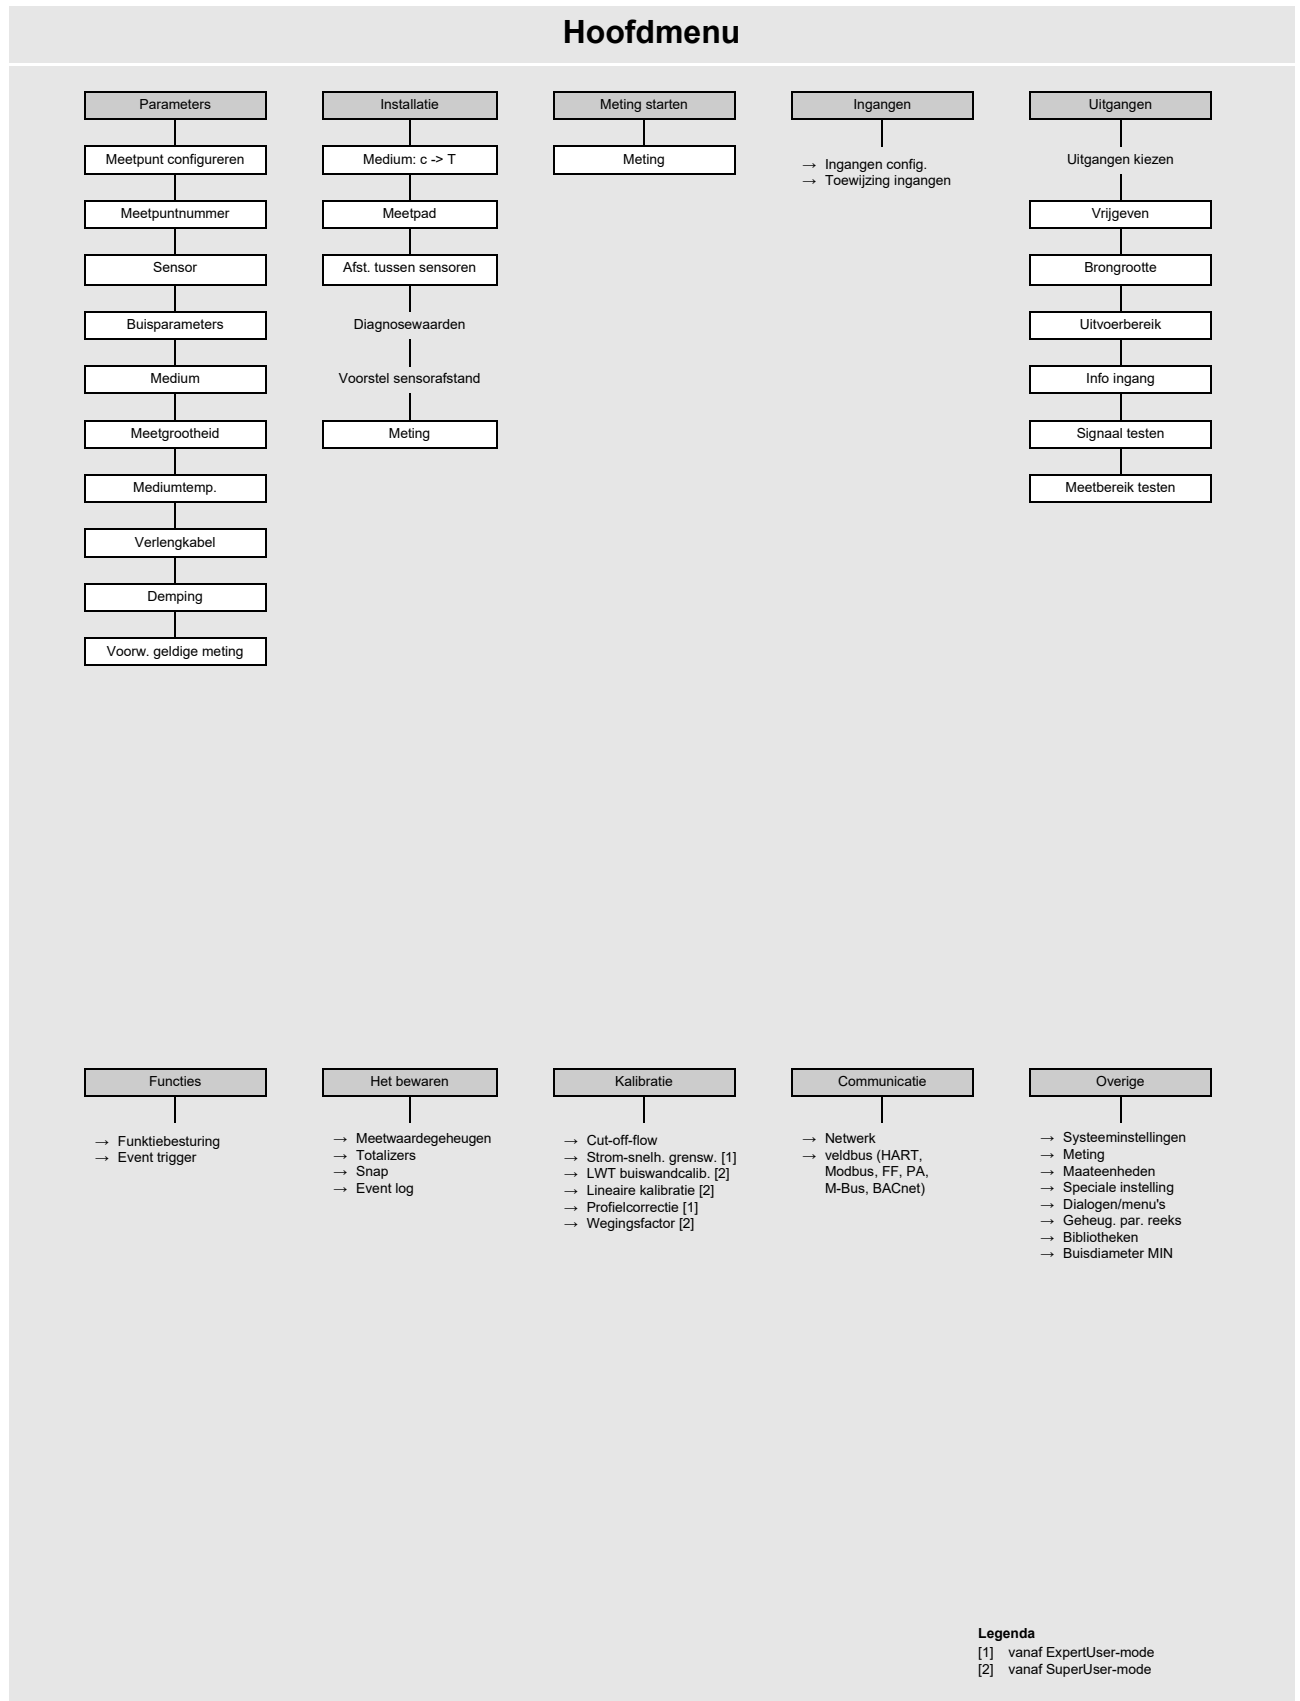 Hoofdmenu
Parameters
Meetpunt configureren
Meetpuntnummer
Sensor
Buisparameters
Medium
Meetgrootheid
Mediumtemp.
Verlengkabel
Demping
Voorw. geldige meting
Installatie
Medium: c -> T
Meetpad
Afst. tussen sensoren
Diagnosewaarden
Voorstel sensorafstand
Meting
Meting starten
Meting
Ingangen
→ Ingangen config.
→ Toewijzing ingangen
Uitgangen
Uitgangen kiezen
Vrijgeven
Brongrootte
Uitvoerbereik
Info ingang
Signaal testen
Meetbereik testen
Functies
→ Funktiebesturing
→ Event trigger
Het bewaren
→ Meetwaardegeheugen
→ Totalizers
→ Snap
→ Event log
Kalibratie
→ Cut-off-flow
→ Strom-snelh. grensw. [1]
→ LWT buiswandcalib. [2]
→ Lineaire kalibratie [2]
→ Profielcorrectie [1]
→ Wegingsfactor [2]
Communicatie
→ Netwerk
→ veldbus (HART,
Modbus, FF, PA,
M-Bus, BACnet)
Overige
→ Systeeminstellingen
→ Meting
→ Maateenheden
→ Speciale instelling
→ Dialogen/menu's
→ Geheug. par. reeks
→ Bibliotheken
→ Buisdiameter MIN
Legenda
[1] vanaf ExpertUser-mode
[2] vanaf SuperUser-mode